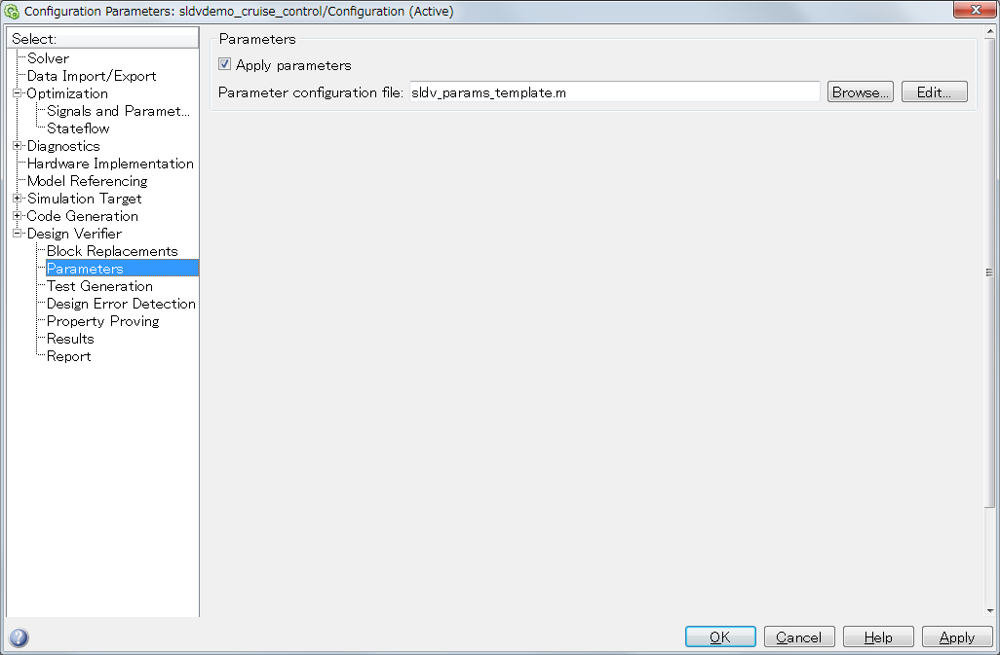 Configuration Parameters: sldvdemo_cruise_control/Configuration (Active)
Select:
Solver
Data Import/Export
Optimization
Signals and Paramet...
Stateflow
Diagnostics
Hardware Implementation
Model Referencing
Simulation Target
Code Generation
Design Verifier
Block Replacements
Parameters
Test Generation
Design Error Detection
Property Proving
Results
Report
Parameters
Apply parameters
Parameter configuration file: sldv_params_template.m Browse... Edit...
OK Cancel Help Apply